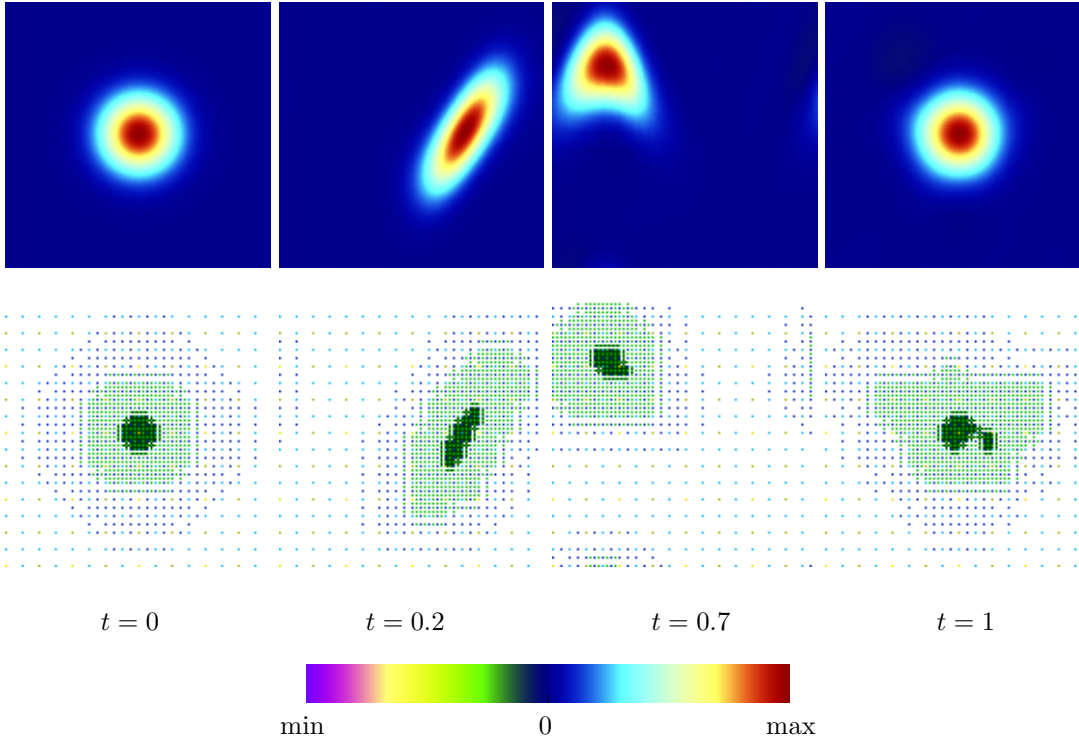 t = 0 t = 0.2 t = 0.7 t = 1
min 0 max